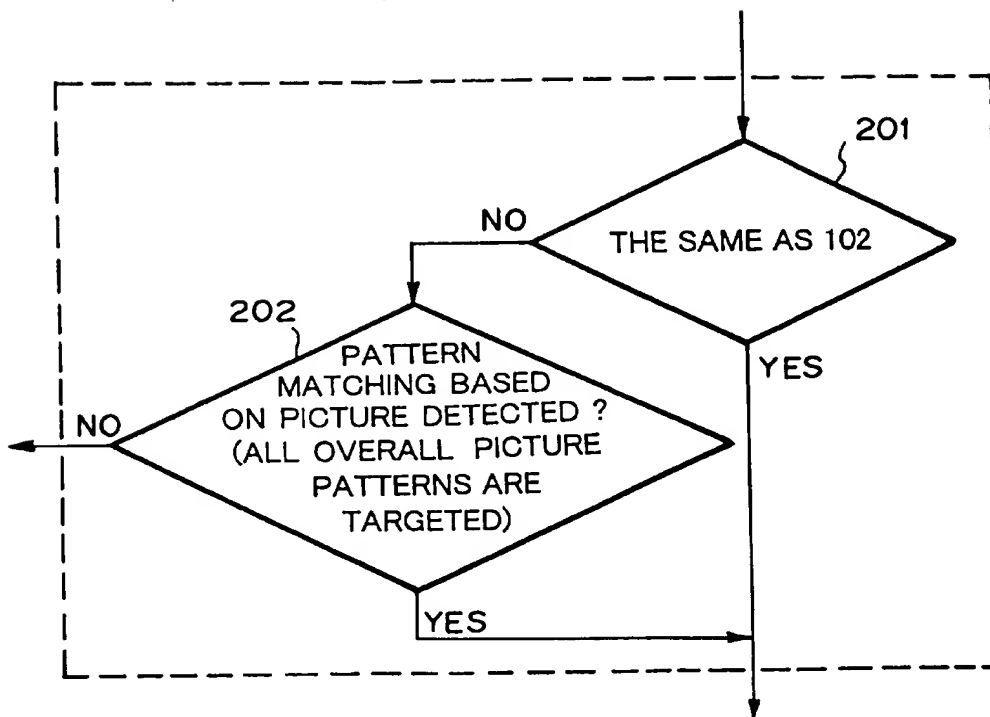 201
THE SAME AS 102
NO
YES
202
PATTERN
MATCHING BASED
ON PICTURE DETECTED ?
(ALL OVERALL PICTURE
PATTERNS ARE
TARGETED)
NO
YES